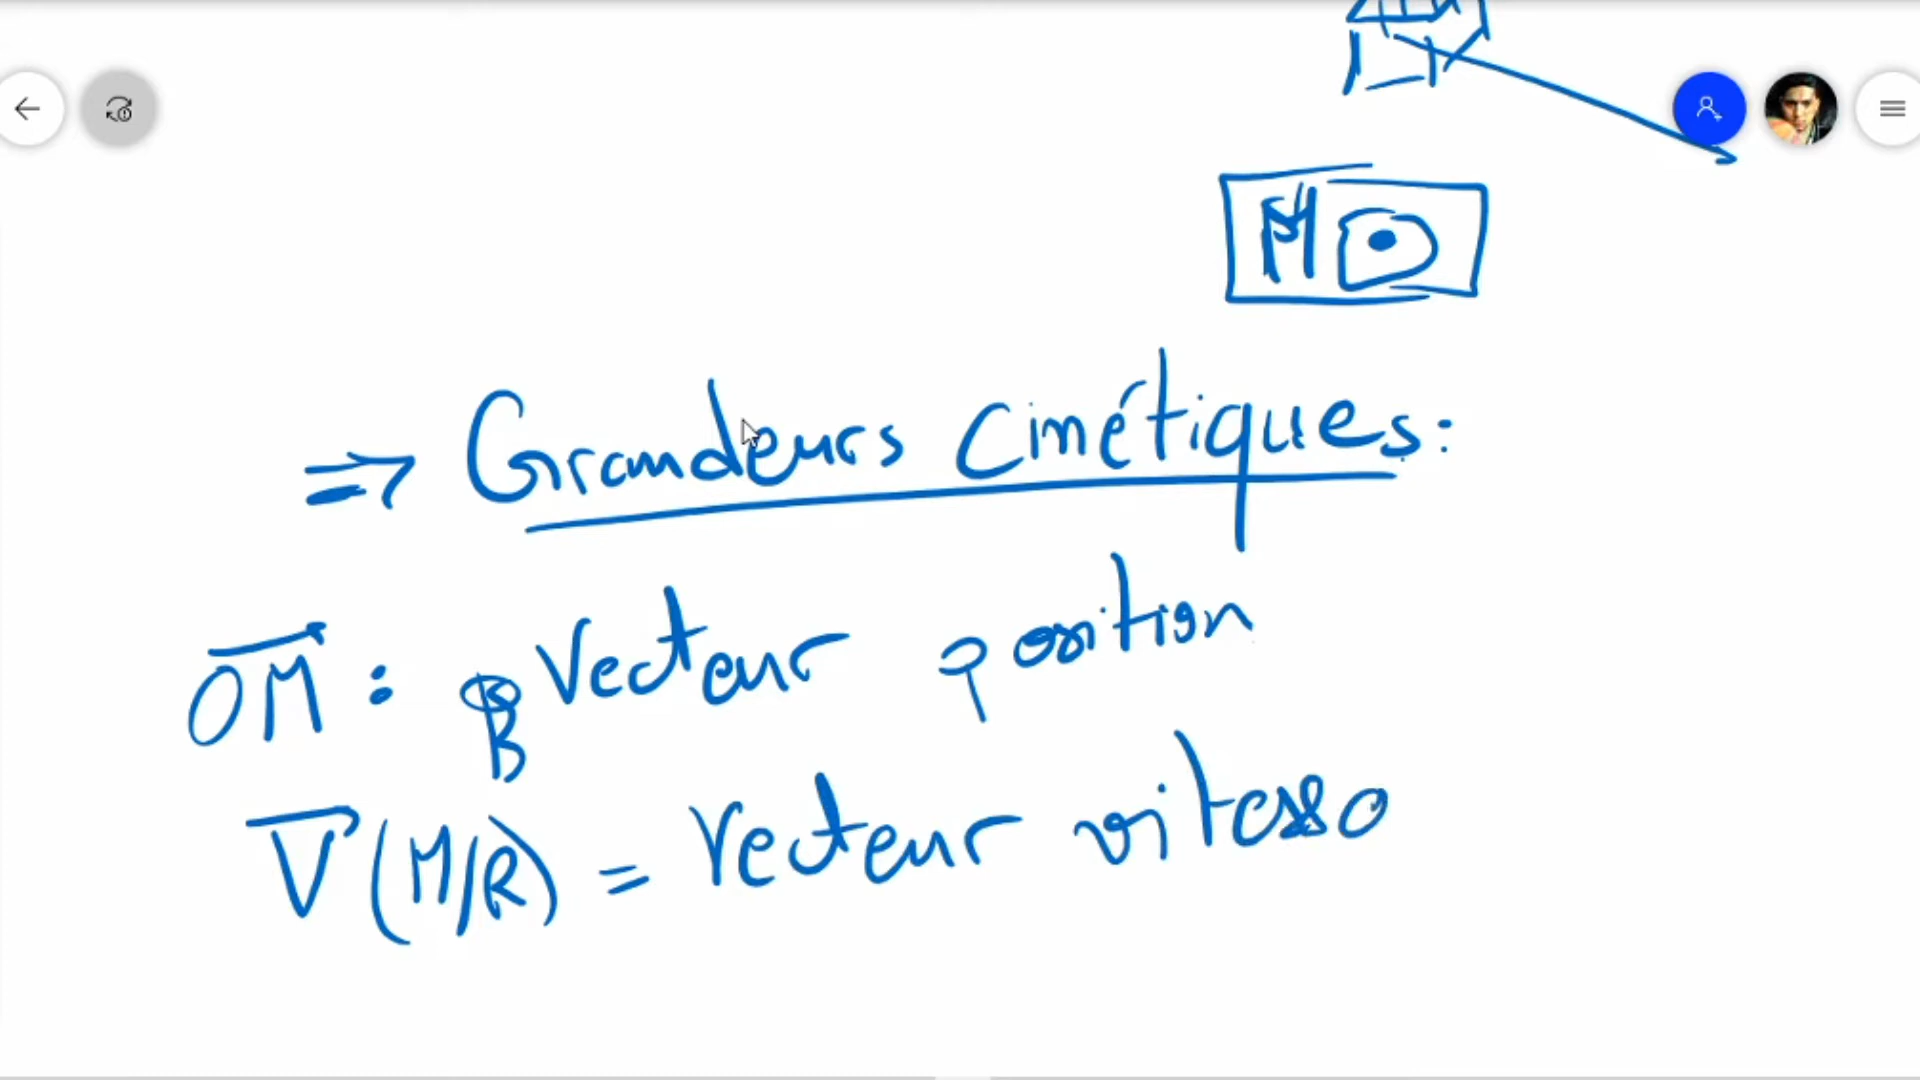 M
⇒ Grandeurs Cinétiques:
OM : Vecteur position
V (M/R) = Vecteur vitesse